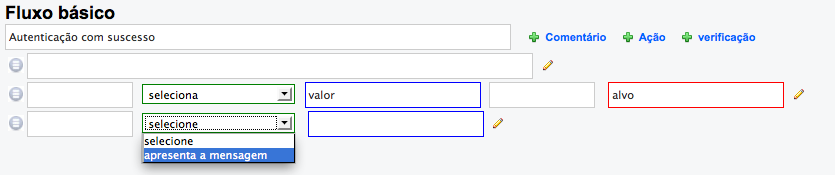 Fluxo básico
Autenticação com suscesso Comentário Ação verificação
seleciona valor alvo
selecione
selecione
apresenta a mensagem